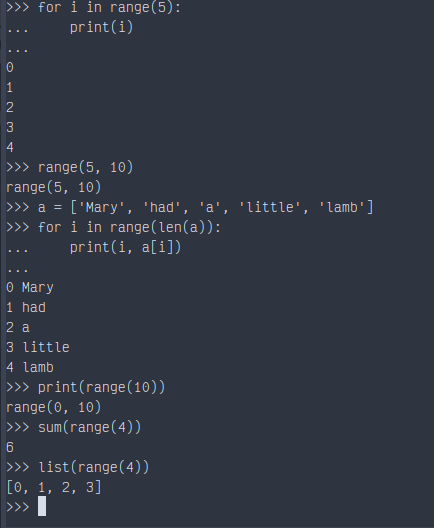 >>> for i in range(5):
...     print(i)
...
0
1
2
3
4
>>> range(5, 10)
range(5, 10)
>>> a = ['Mary', 'had', 'a', 'little', 'lamb']
>>> for i in range(len(a)):
...     print(i, a[i])
...
0 Mary
1 had
2 a
3 little
4 lamb
>>> print(range(10))
range(0, 10)
>>> sum(range(4))
6
>>> list(range(4))
[0, 1, 2, 3]
>>>